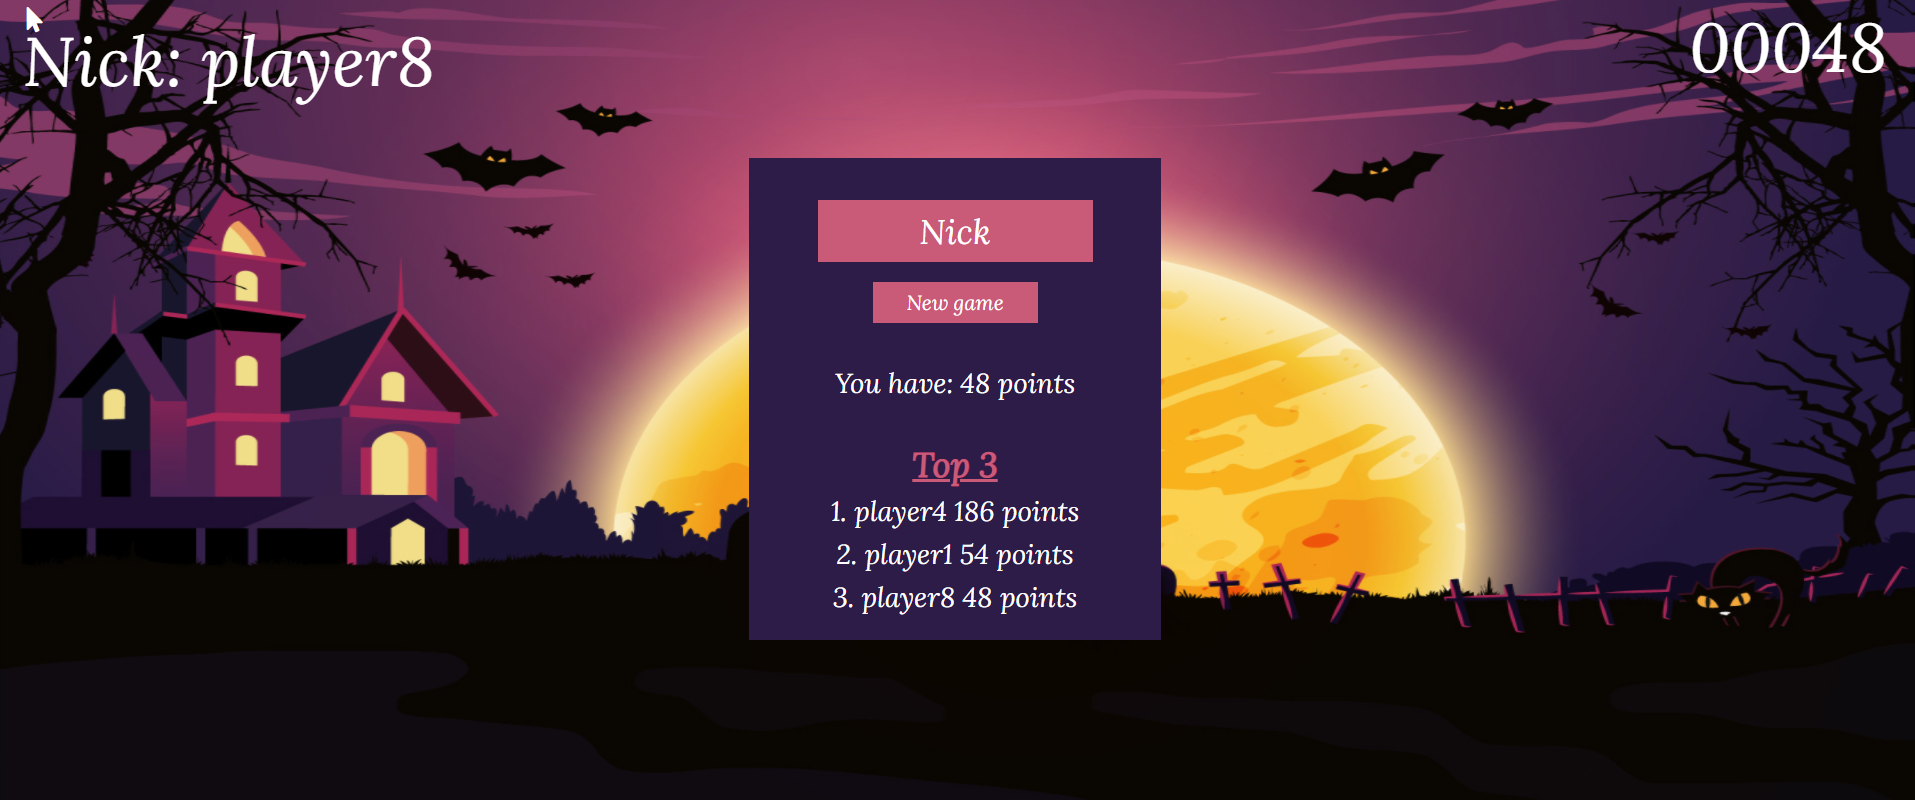 Nick: player8
00048
Nick
New game
You have: 48 points
Top 3
1. player4 186 points
2. player1 54 points
3. player8 48 points